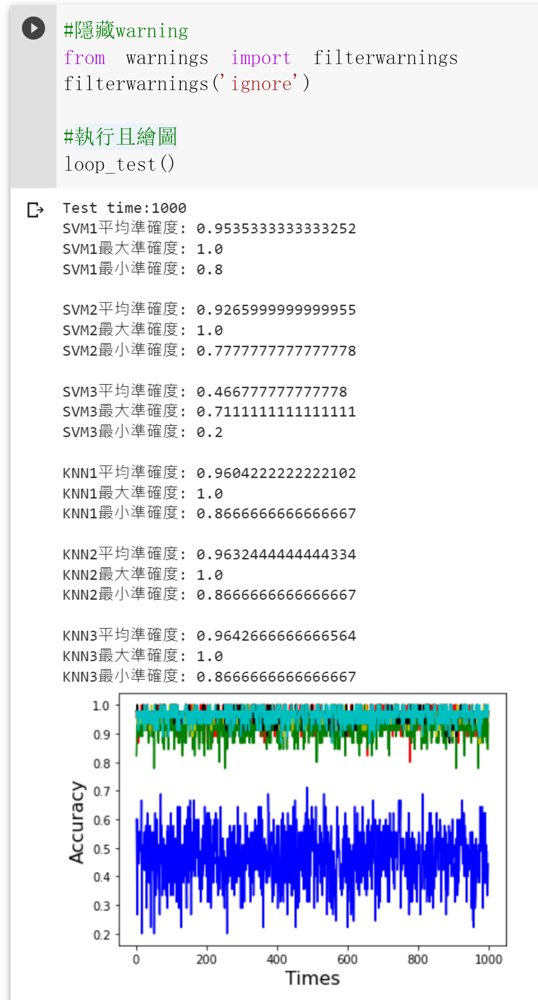 #隱藏warning
from warnings import filterwarnings
filterwarnings('ignore')
#執行且繪圖
loop_test()
Test time:1000
SVM1平均準確度: 0.9535333333333252
SVM1最大準確度: 1.0
SVM1最小準確度: 0.8
SVM2平均準確度: 0.9265999999999955
SVM2最大準確度: 1.0
SVM2最小準確度: 0.7777777777777778
SVM3平均準確度: 0.466777777777778
SVM3最大準確度: 0.7111111111111111
SVM3最小準確度: 0.2
KNN1平均準確度: 0.9604222222222102
KNN1最大準確度: 1.0
KNN1最小準確度: 0.8666666666666667
KNN2平均準確度: 0.9632444444444334
KNN2最大準確度: 1.0
KNN2最小準確度: 0.8666666666666667
KNN3平均準確度: 0.9642666666666564
KNN3最大準確度: 1.0
KNN3最小準確度: 0.8666666666666667
1.0
0.9
0.8
0.7
0.6
0.5
0.4
0.3
0.2
Accuracy
0 200 400 600 800 1000
Times